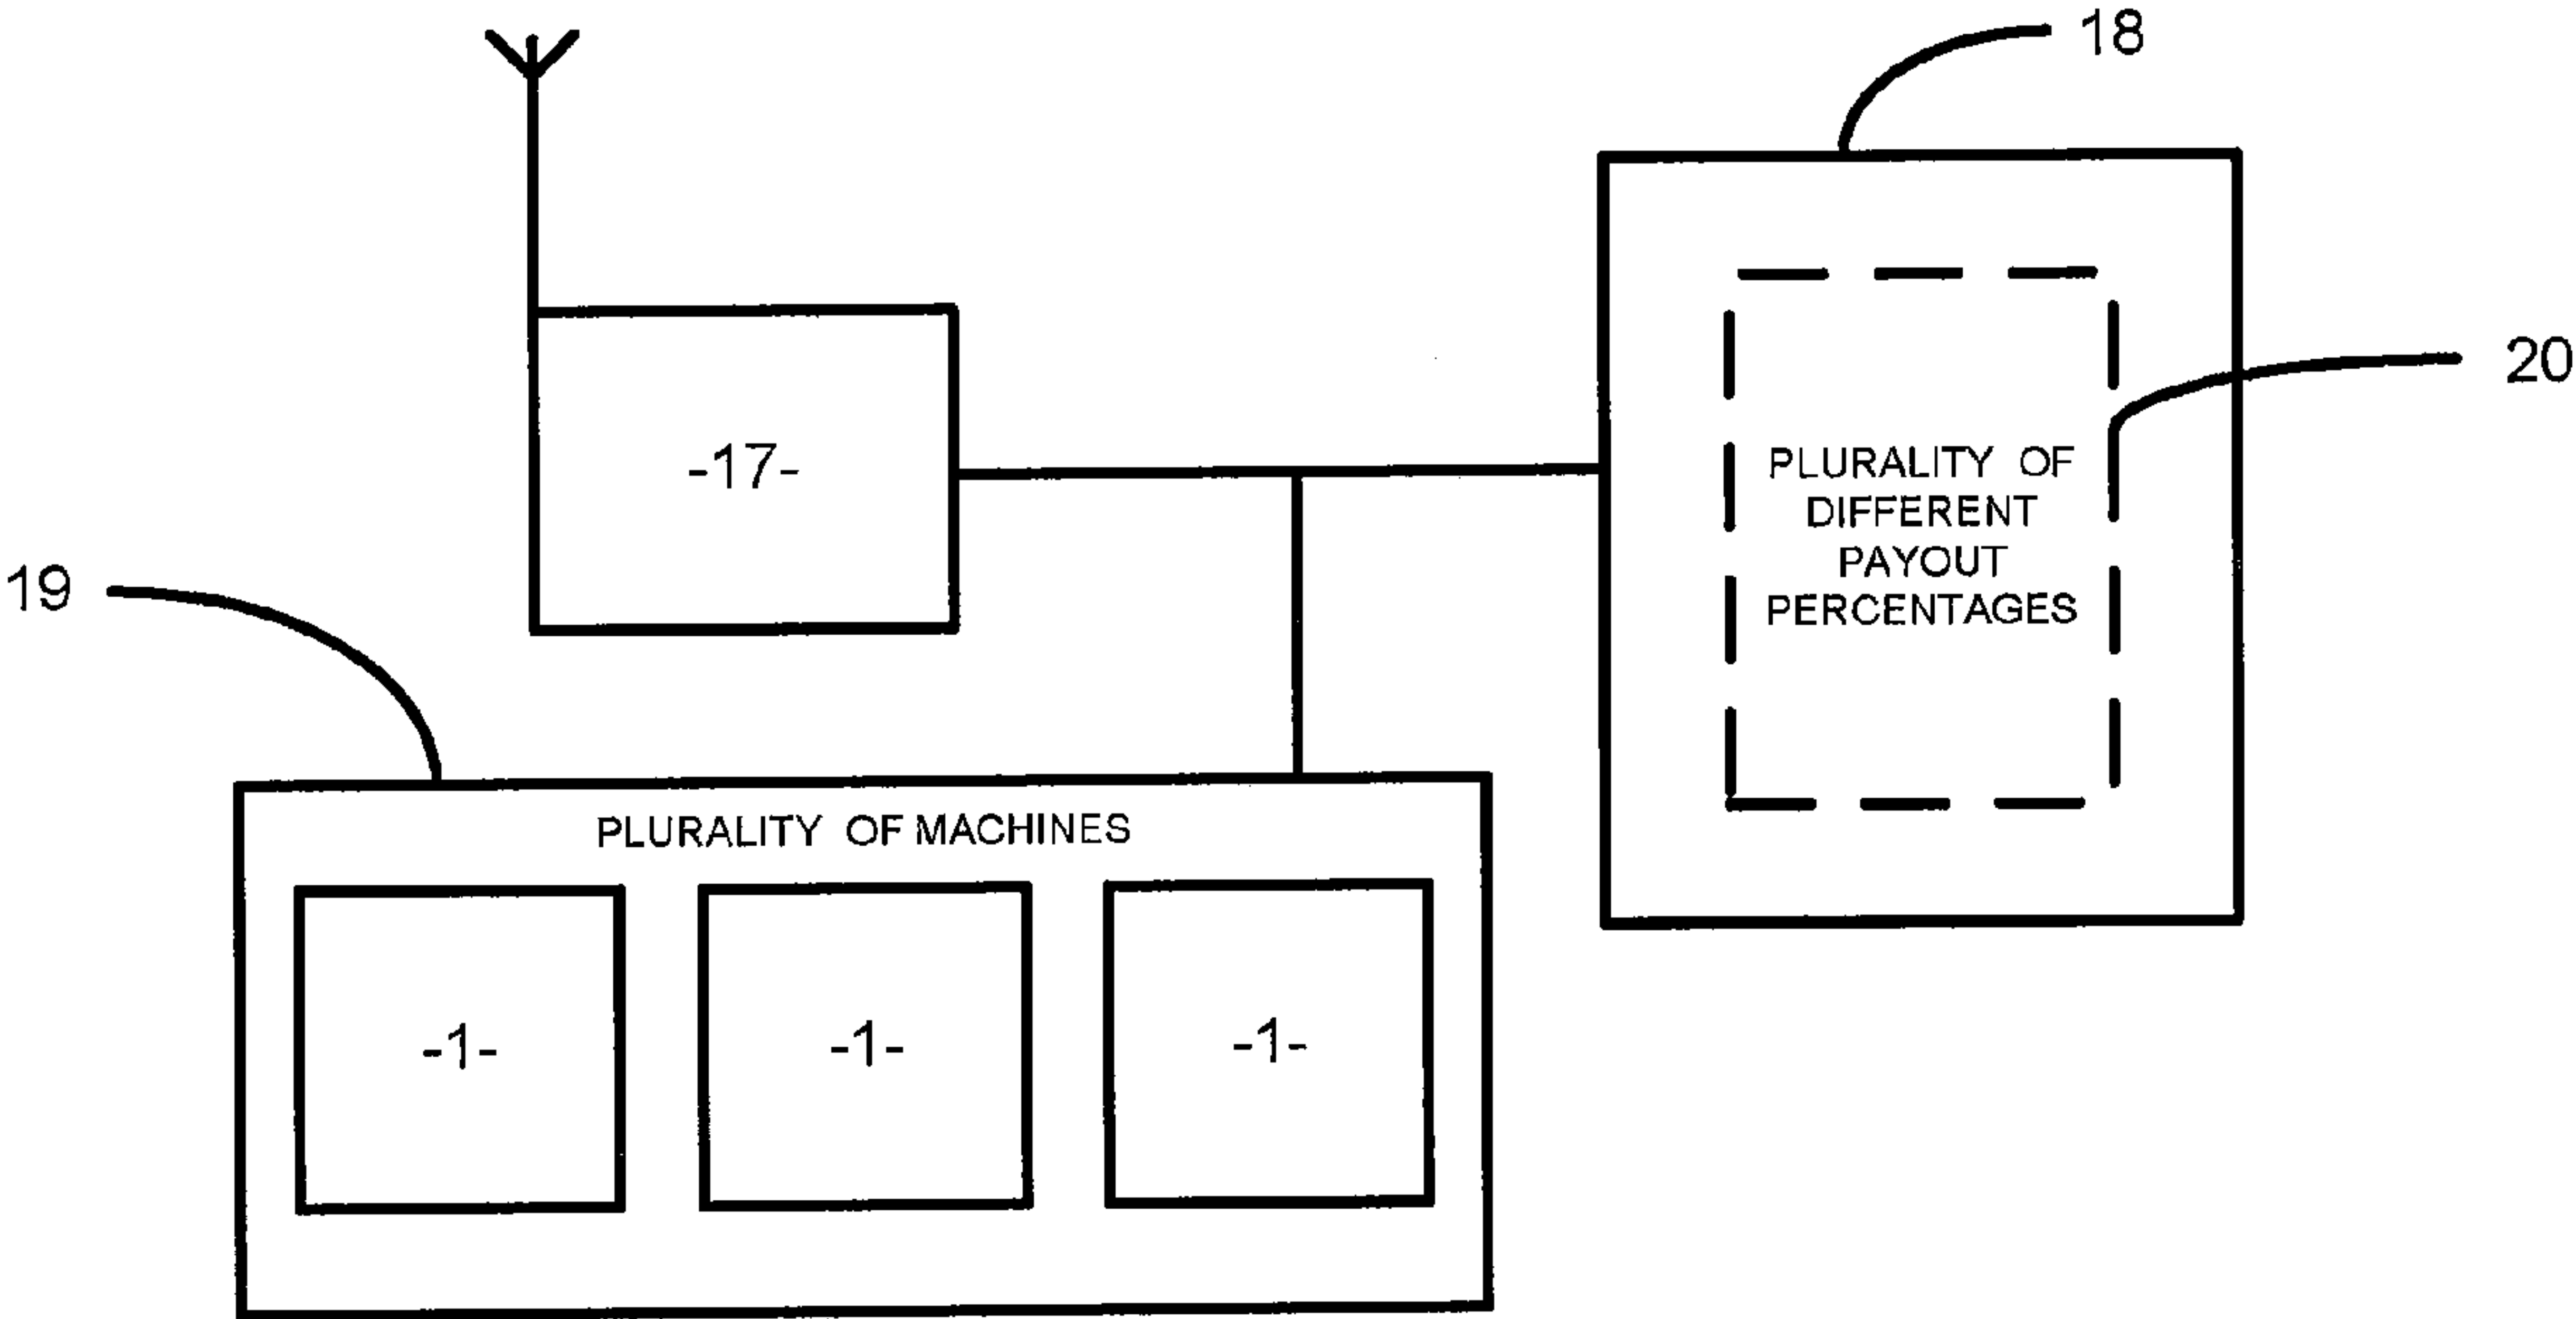 18
20
-17-
PLURALITY OF
DIFFERENT
PAYOUT
PERCENTAGES
19
PLURALITY OF MACHINES
-1- -1- -1-